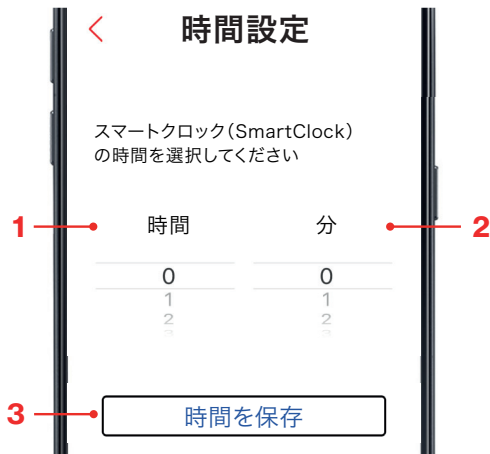 時間設定
スマートクロック(SmartClock)
の時間を選択してください
1 時間 分 2
0 0
1 1
2 2
3 3
3 時間を保存